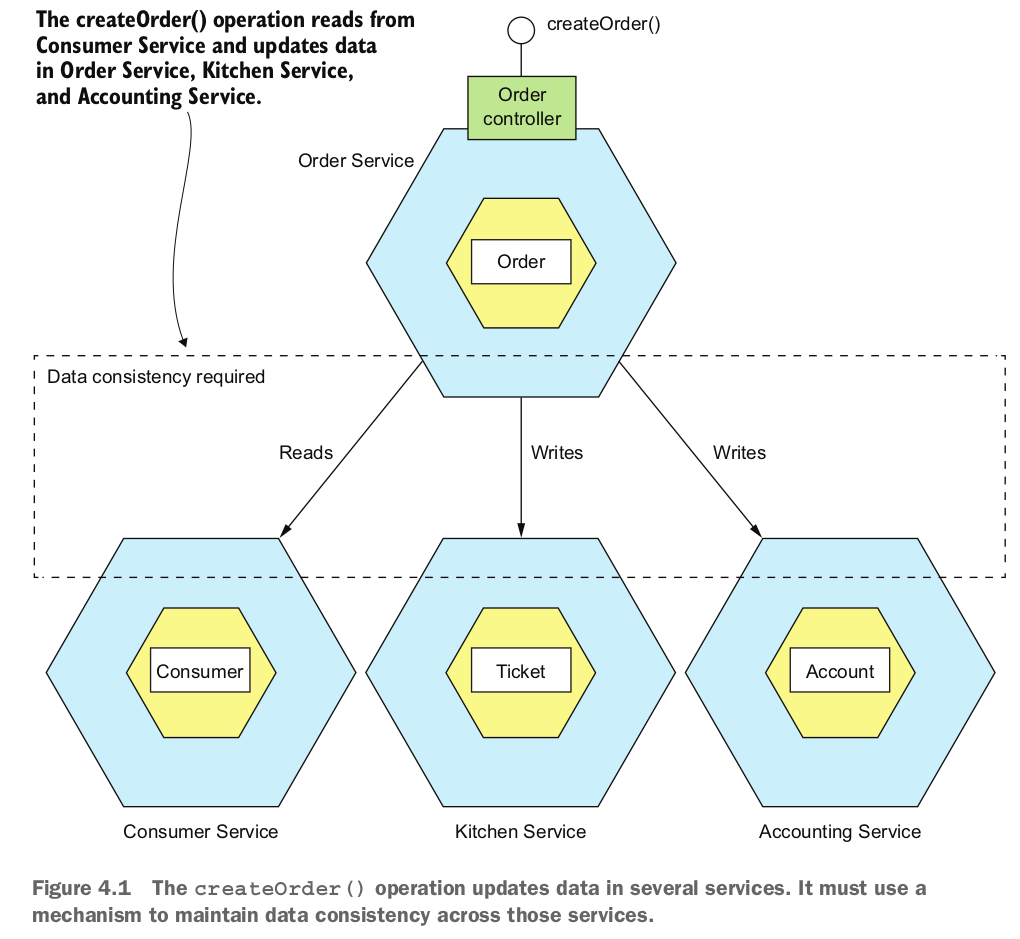 The createOrder() operation reads from
Consumer Service and updates data
in Order Service, Kitchen Service,
and Accounting Service.
createOrder()
Order
controller
Order Service
Order
Data consistency required
Reads
Writes
Writes
Consumer
Ticket
Account
Consumer Service
Kitchen Service
Accounting Service
Figure 4.1 The createOrder() operation updates data in several services. It must use a
mechanism to maintain data consistency across those services.